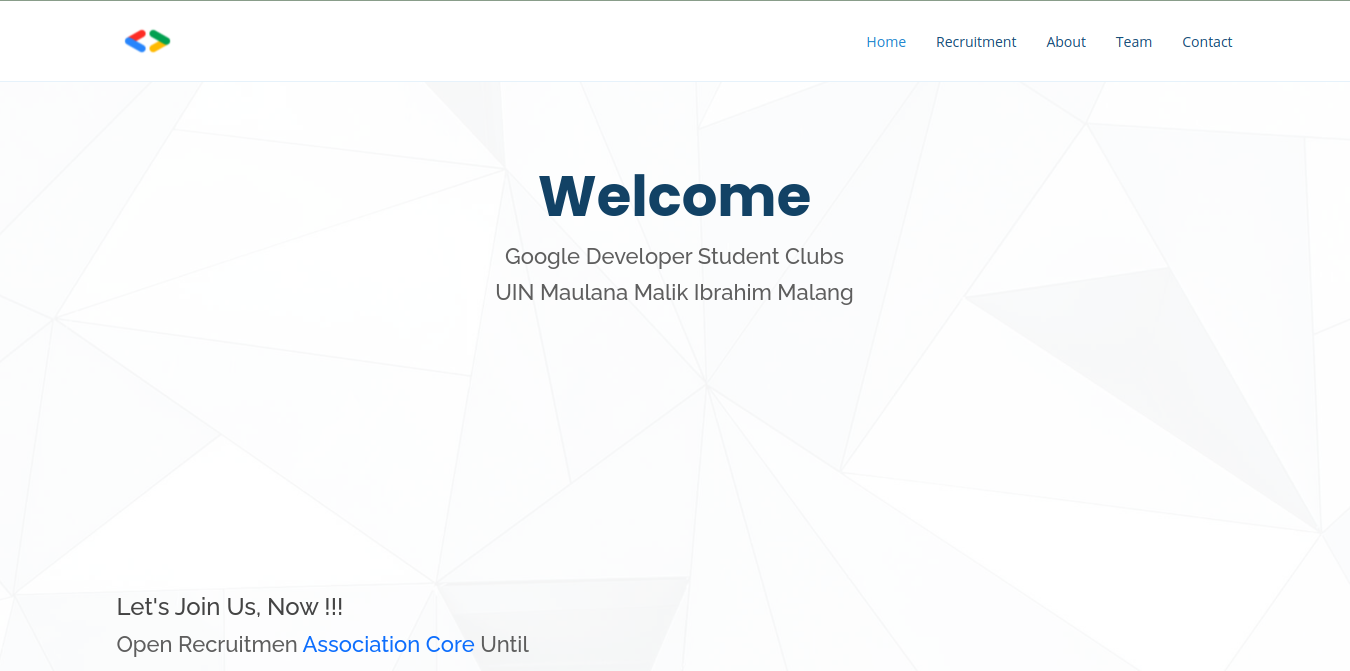 Home Recruitment About Team Contact
Welcome
Google Developer Student Clubs
UIN Maulana Malik Ibrahim Malang
Let's Join Us, Now !!!
Open Recruitmen Association Core Until